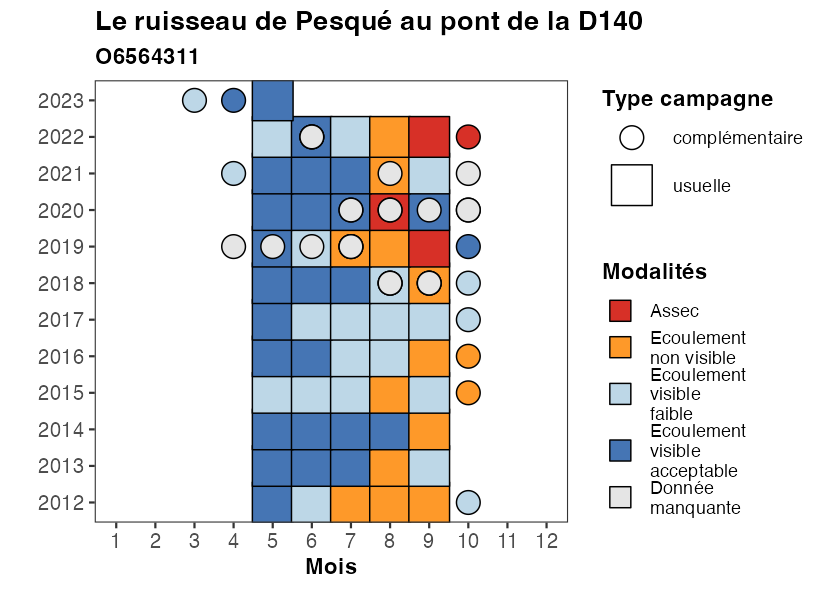 Le ruisseau de Pesqué au pont de la D140
O6564311
2023
2022
2021
2020
2019
2018
2017
2016
2015
2014
2013
2012
1 2 3 4 5 6 7 8 9 10 11 12
Mois
Type campagne
complémentaire
usuelle
Modalités
Assec
Ecoulement
non visible
Ecoulement
visible
faible
Ecoulement
visible
acceptable
Donnée
manquante